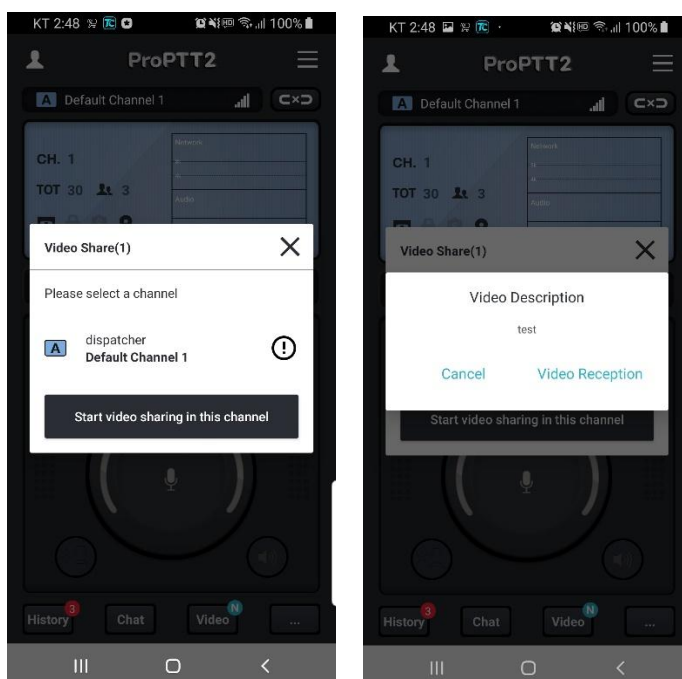 KT 2:48 100%
ProPTT2
A Default Channel 1
CH. 1
TOT 30 3
Network
Audio
Video Share(1)
Please select a channel
A dispatcher
Default Channel 1
Start video sharing in this channel
History 3 Chat Video N ...
KT 2:48 100%
ProPTT2
A Default Channel 1
CH. 1
TOT 30 3
Network
Audio
Video Share(1)
Video Description
test
Cancel Video Reception
Start video sharing in this channel
History 3 Chat Video N ...